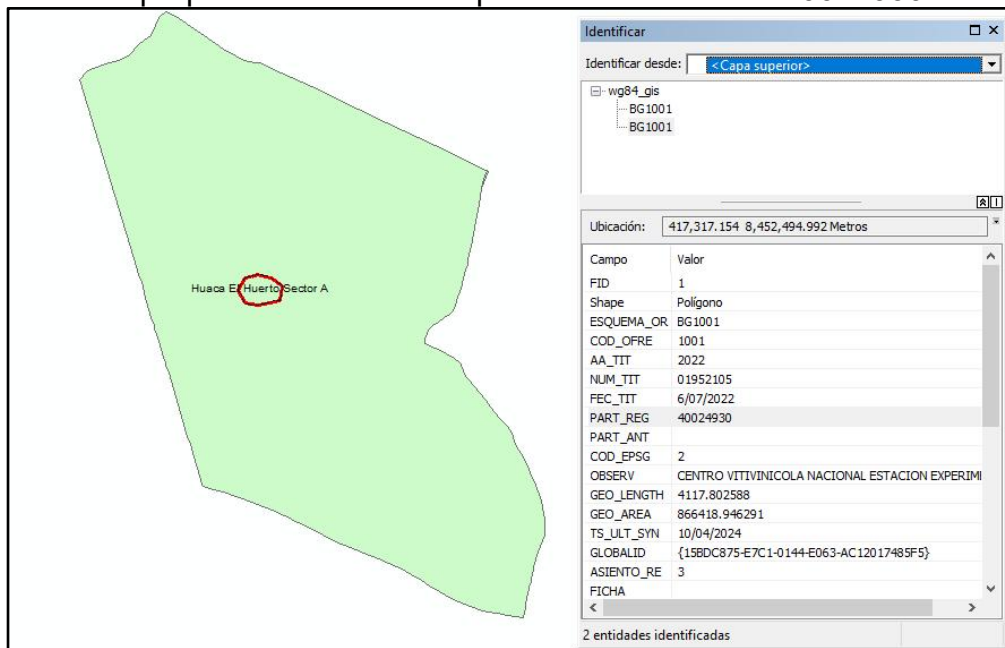 Huaca El Huerto Sector A
Identificar
Identificar desde: <Capa superior>
wg84_gis
BG1001
BG1001
Ubicación: 417,317.154 8,452,494.992 Metros
Campo Valor
FID 1
Shape Polígono
ESQUEMA_OR BG1001
COD_OFRE 1001
AA_TIT 2022
NUM_TIT 01952105
FEC_TIT 6/07/2022
PART_REG 40024930
PART_ANT
COD_EPSG 2
OBSERV CENTRO VITIVINICOLA NACIONAL ESTACION EXPERIM
GEO_LENGTH 4117.802588
GEO_AREA 866418.946291
TS_ULT_SYN 10/04/2024
GLOBALID {15BDC875-E7C1-0144-E063-AC12017485F5}
ASIENTO_RE 3
FICHA
2 entidades identificadas